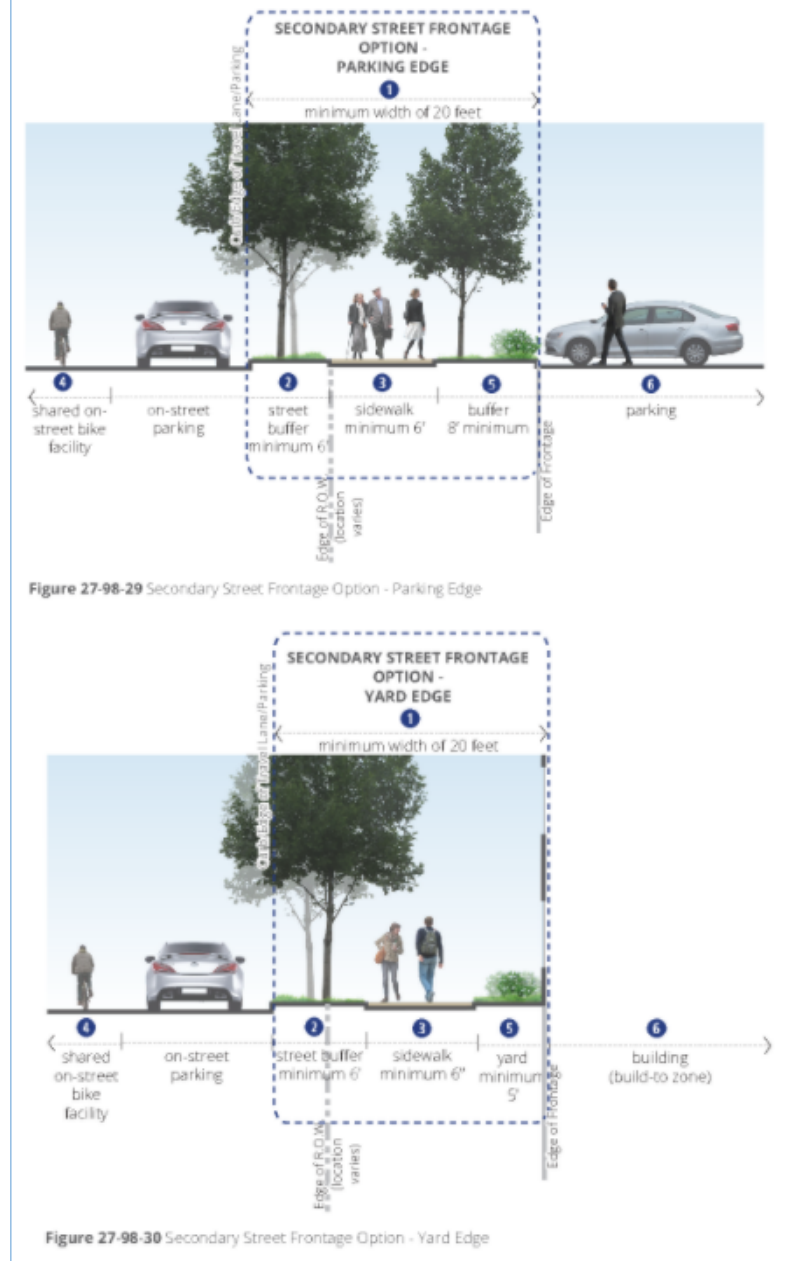 SECONDARY STREET FRONTAGE
OPTION -
PARKING EDGE
1
minimum width of 20 feet
Curb/Edge of Travel Lane/Parking
4
shared on-
street bike
facility
on-street
parking
2
street
buffer
minimum 6'
3
sidewalk
minimum 6'
5
buffer
8' minimum
6
parking
Edge of R.O.W.
(location
varies)
Edge of Frontage
Figure 27-98-29 Secondary Street Frontage Option - Parking Edge
SECONDARY STREET FRONTAGE
OPTION -
YARD EDGE
1
minimum width of 20 feet
Curb/Edge of Travel Lane/Parking
4
shared
on-street
bike
facility
on-street
parking
2
street buffer
minimum 6'
3
sidewalk
minimum 6"
5
yard
minimum
5'
6
building
(build-to zone)
Edge of R.O.W.
(location
varies)
Edge of Frontage
Figure 27-98-30 Secondary Street Frontage Option - Yard Edge